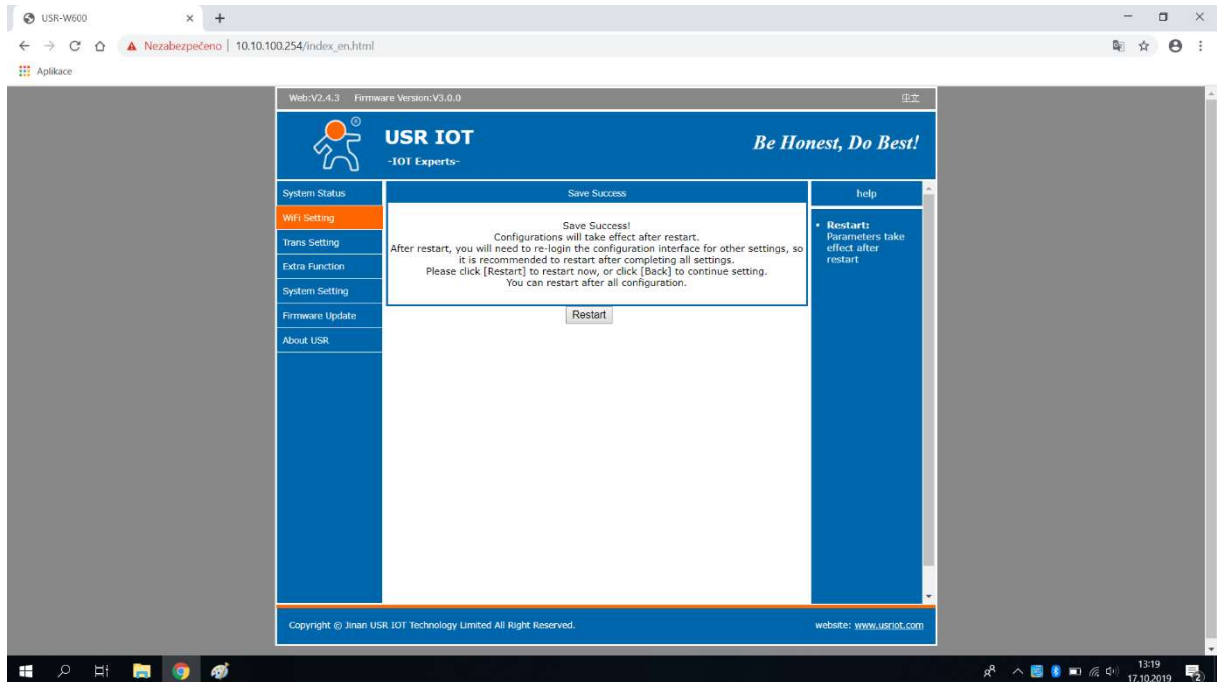 USR-W600
Nezabezpečeno | 10.10.100.254/index_en.html
Aplikace
Web:V2.4.3 Firmware Version:V3.0.0 中文
®
USR IOT
-IOT Experts-
Be Honest, Do Best!
System Status
WiFi Setting
Trans Setting
Extra Function
System Setting
Firmware Update
About USR
Save Success
Save Success!
Configurations will take effect after restart.
After restart, you will need to re-login the configuration interface for other settings, so
it is recommended to restart after completing all settings.
Please click [Restart] to restart now, or click [Back] to continue setting.
You can restart after all configuration.
Restart
help
• Restart:
Parameters take
effect after
restart
Copyright © Jinan USR IOT Technology Limited All Right Reserved. website: www.usriot.com
13:19
17.10.2019
2